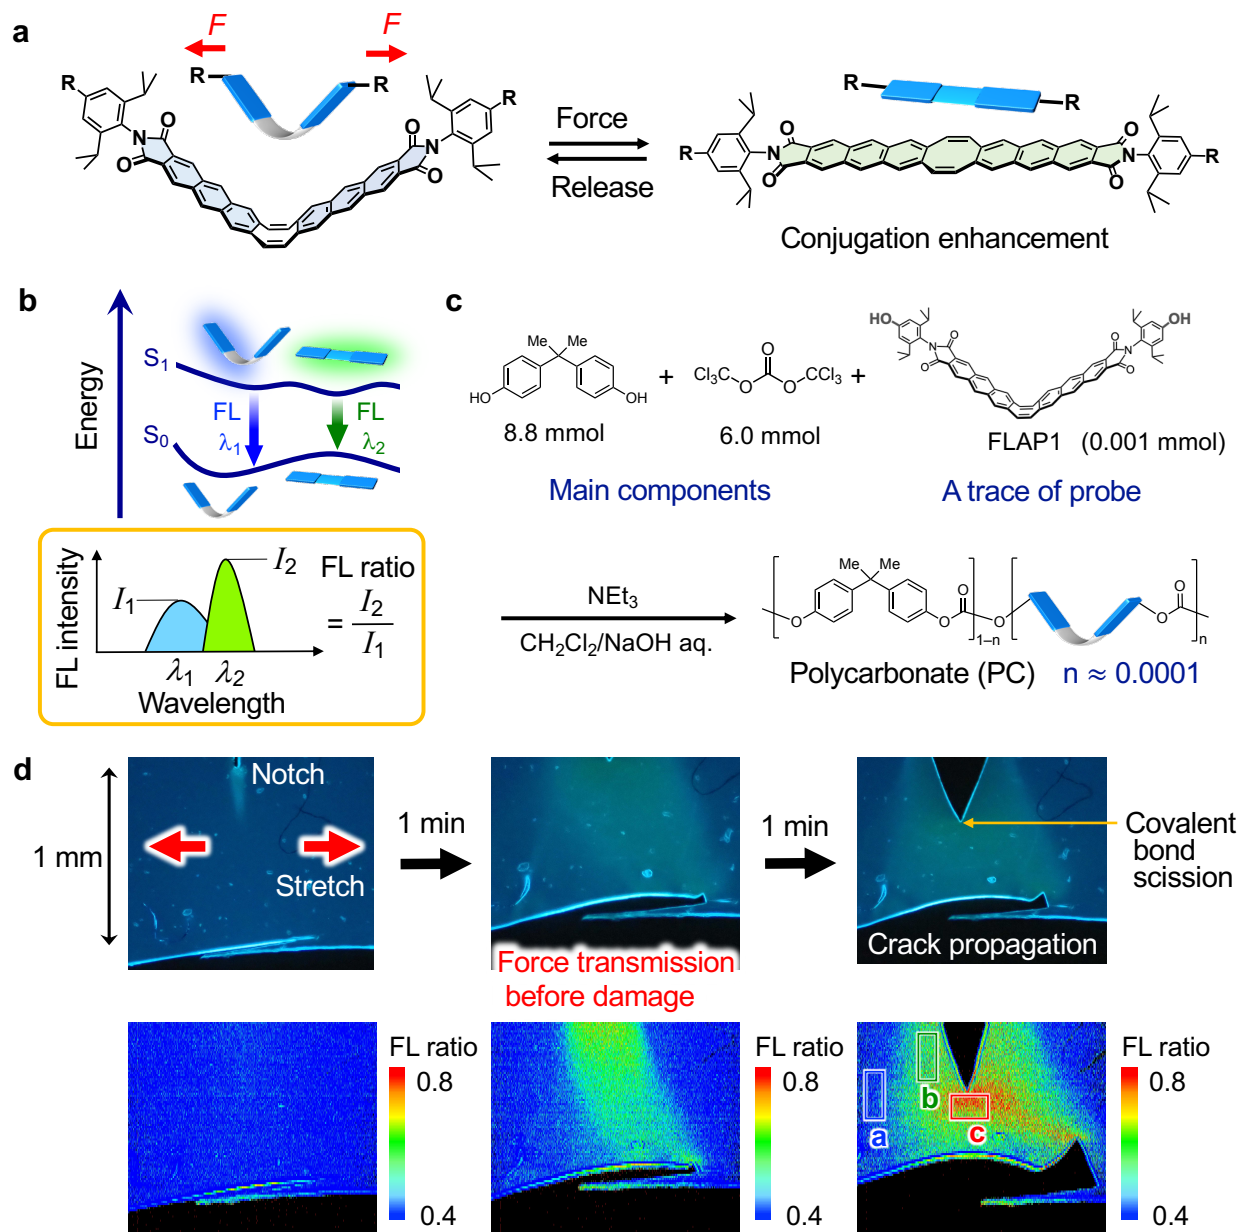 a
F
F
R
R
R
R
N
O
O
O
O
N
Force
Release
R
R
R
N
O
O
O
O
N
R
Conjugation enhancement
b
Energy
S1
S0
FL
λ1
FL
λ2
FL intensity
I1
I2
λ1
λ2
Wavelength
FL ratio
= I2
I1
c
Me Me
HO
OH
8.8 mmol
+
Cl3C O O CCl3
O
6.0 mmol
+
HO
OH
N
O
O
O
O
N
FLAP1 (0.001 mmol)
Main components
A trace of probe
NEt3
CH2Cl2/NaOH aq.
Me Me
O
O
O
O
1–n
O
O
O
n
Polycarbonate (PC) n ≈ 0.0001
d
1 mm
Notch
Stretch
1 min
Force transmission
before damage
1 min
Crack propagation
Covalent
bond
scission
FL ratio
0.8
0.4
FL ratio
0.8
0.4
a
b
c
FL ratio
0.8
0.4